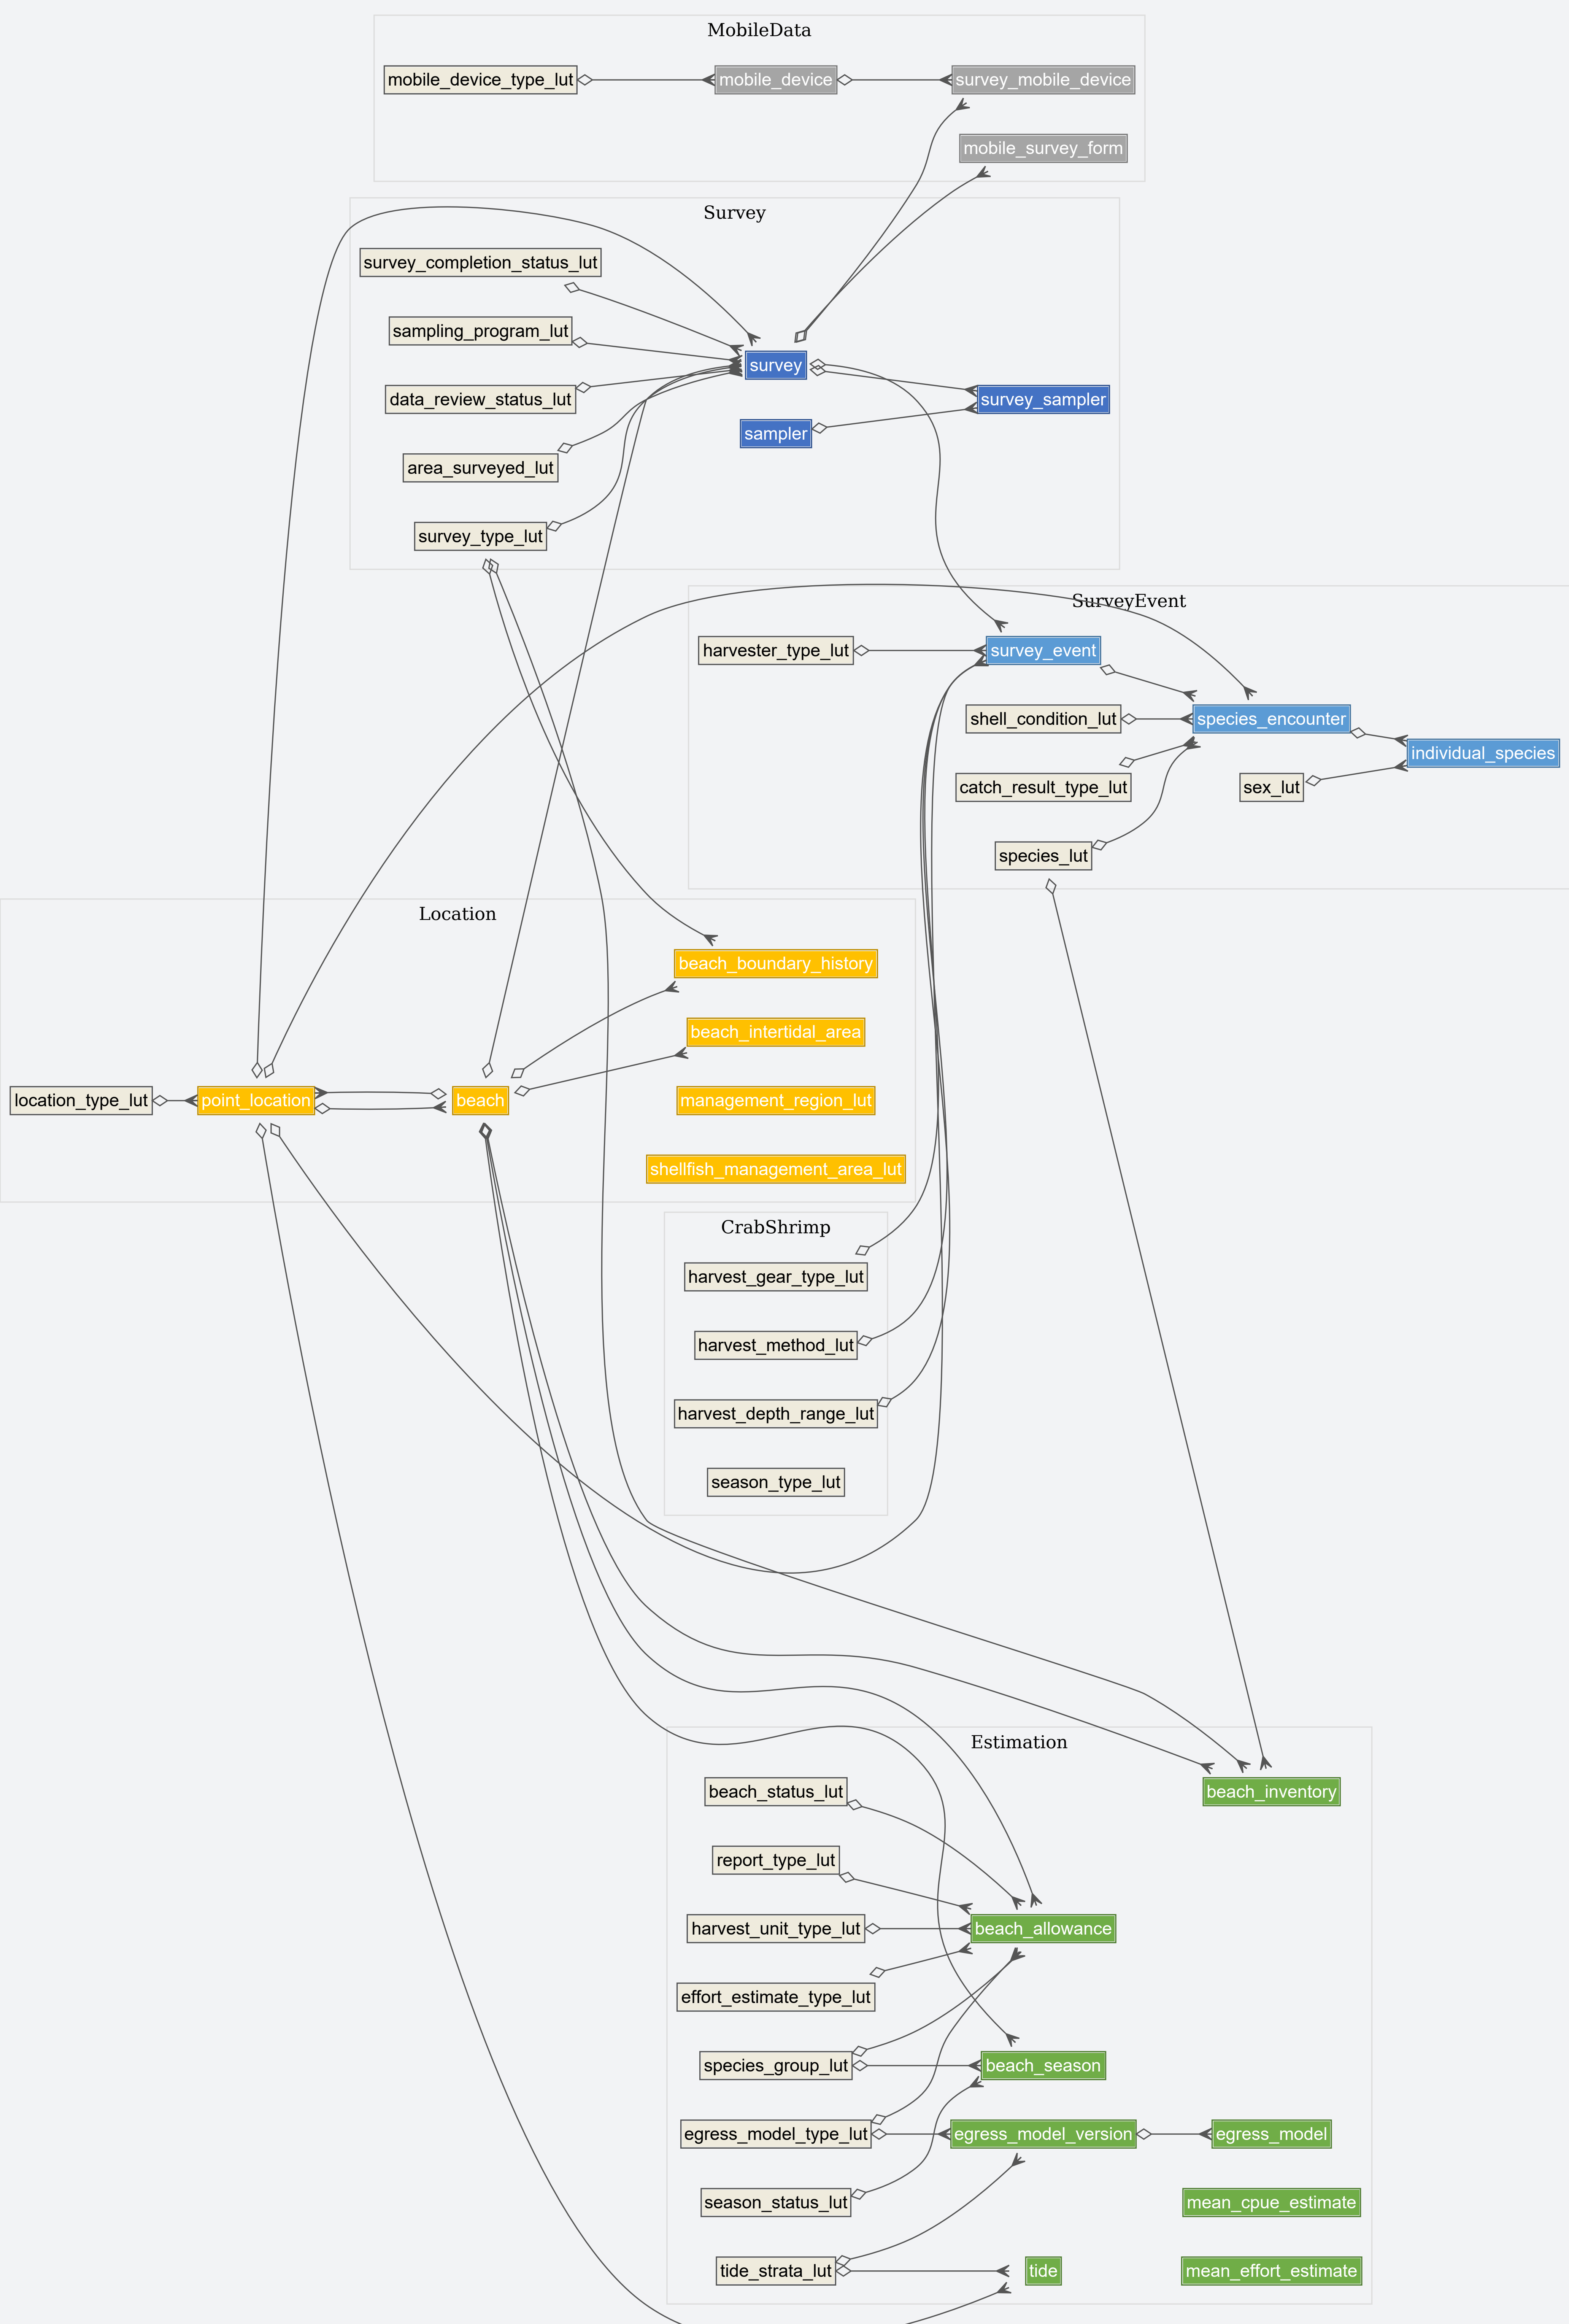 MobileData
mobile_device_type_lut
mobile_device
survey_mobile_device
mobile_survey_form
Survey
survey_completion_status_lut
sampling_program_lut
survey
data_review_status_lut
survey_sampler
sampler
area_surveyed_lut
survey_type_lut
SurveyEvent
harvester_type_lut
survey_event
shell_condition_lut
species_encounter
individual_species
catch_result_type_lut
sex_lut
species_lut
Location
beach_boundary_history
beach_intertidal_area
location_type_lut
point_location
beach
management_region_lut
shellfish_management_area_lut
CrabShrimp
harvest_gear_type_lut
harvest_method_lut
harvest_depth_range_lut
season_type_lut
Estimation
beach_status_lut
beach_inventory
report_type_lut
harvest_unit_type_lut
beach_allowance
effort_estimate_type_lut
species_group_lut
beach_season
egress_model_type_lut
egress_model_version
egress_model
season_status_lut
mean_cpue_estimate
tide_strata_lut
tide
mean_effort_estimate